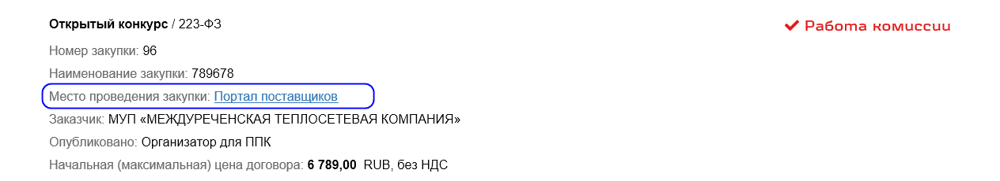 Открытый конкурс / 223-ФЗ
Работа комиссии
Номер закупки: 96
Наименование закупки: 789678
Место проведения закупки: Портал поставщиков
Заказчик: МУП «МЕЖДУРЕЧЕНСКАЯ ТЕПЛОСЕТЕВАЯ КОМПАНИЯ»
Опубликовано: Организатор для ППК
Начальная (максимальная) цена договора: 6 789,00 RUB, без НДС